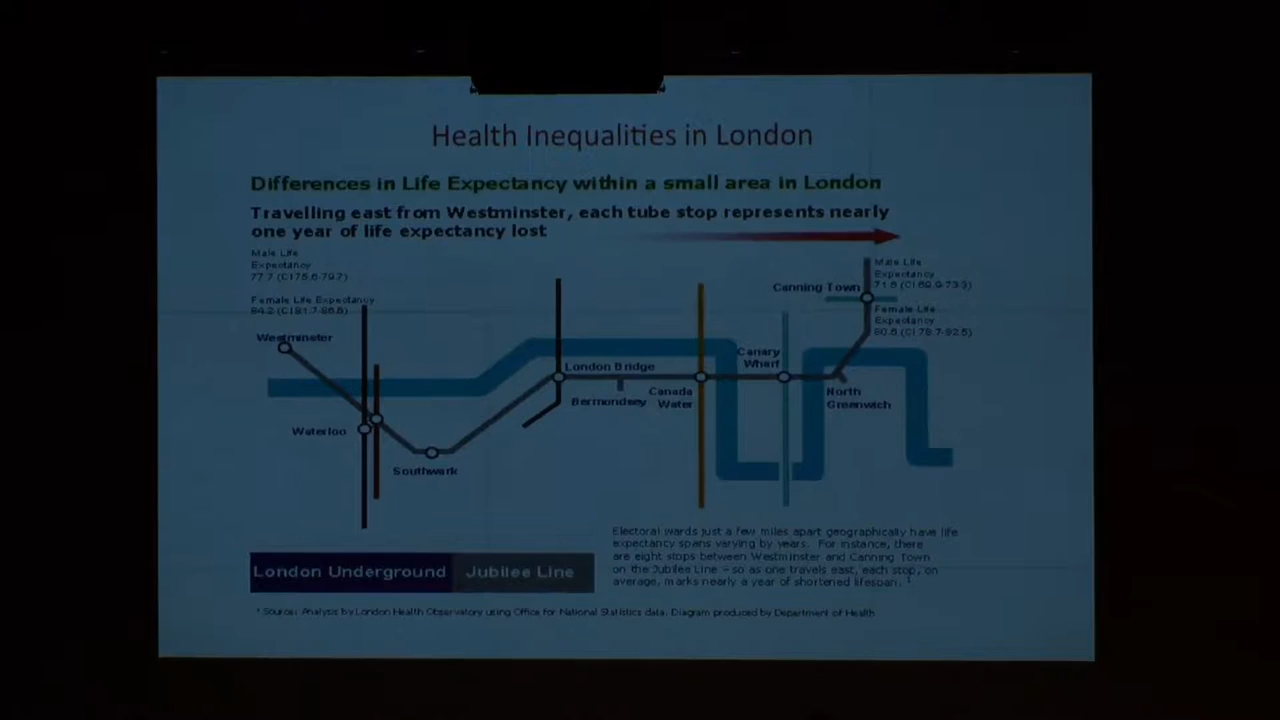 Health Inequalities in London
Differences in Life Expectancy within a small area in London
Travelling east from Westminster, each tube stop represents nearly
one year of life expectancy lost
Male Life
Expectancy
77.7 (CI 75.6-79.7)
Female Life Expectancy
84.2 (CI 81.7-86.6)
Male Life
Expectancy
71.6 (CI 69.9-73.3)
Female Life
Expectancy
80.6 (CI 78.7-82.5)
Canning Town
Westminster
Canary
Wharf
London Bridge
Bermondsey
Canada
Water
North
Greenwich
Waterloo
Southwark
Electoral wards just a few miles apart geographically have life
expectancy spans varying by years. For instance, there
are eight stops between Westminster and Canning Town
on the Jubilee Line – so as one travels east, each stop, on
average, marks nearly a year of shortened lifespan. ¹
London Underground
Jubilee Line
¹ Source: Analysis by London Health Observatory using Office for National Statistics data. Diagram produced by Department of Health